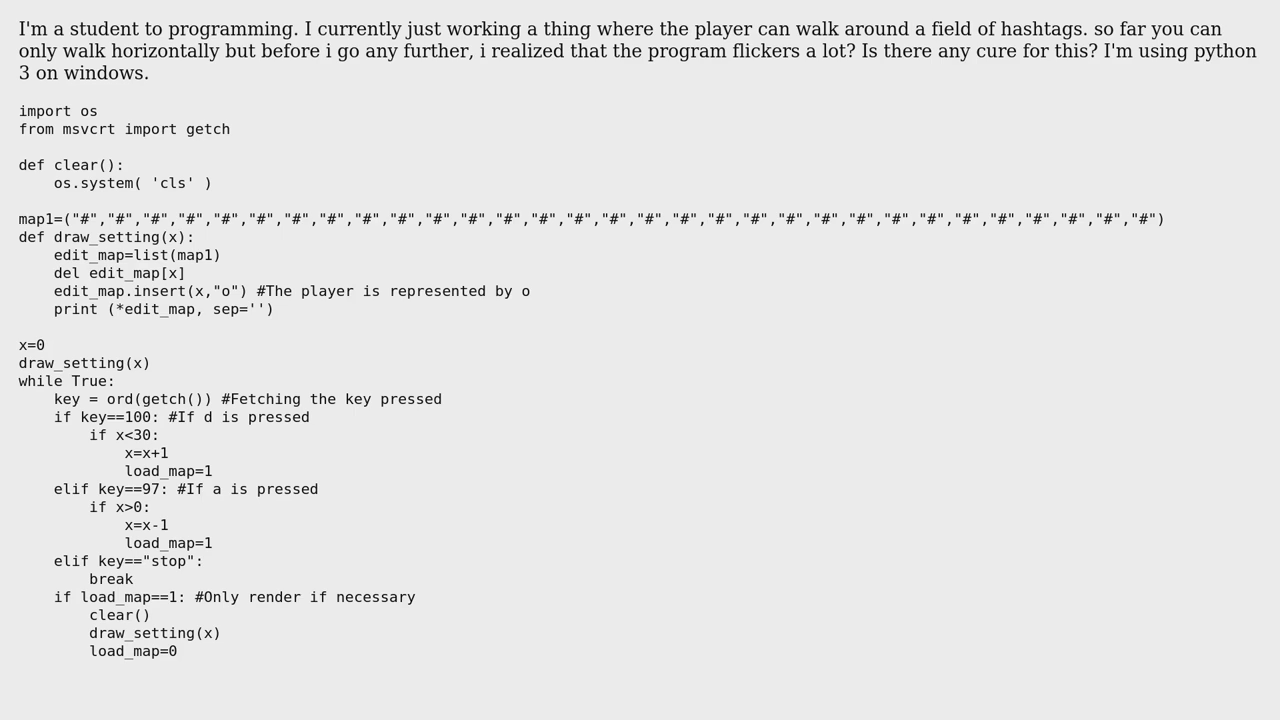 I'm a student to programming. I currently just working a thing where the player can walk around a field of hashtags. so far you can
only walk horizontally but before i go any further, i realized that the program flickers a lot? Is there any cure for this? I'm using python
3 on windows.
import os
from msvcrt import getch
def clear():
    os.system( 'cls' )
map1=("#","#","#","#","#","#","#","#","#","#","#","#","#","#","#","#","#","#","#","#","#","#","#","#","#","#","#","#","#","#","#")
def draw_setting(x):
    edit_map=list(map1)
    del edit_map[x]
    edit_map.insert(x,"o") #The player is represented by o
    print (*edit_map, sep='')
x=0
draw_setting(x)
while True:
    key = ord(getch()) #Fetching the key pressed
    if key==100: #If d is pressed
        if x<30:
            x=x+1
            load_map=1
    elif key==97: #If a is pressed
        if x>0:
            x=x-1
            load_map=1
    elif key=="stop":
        break
    if load_map==1: #Only render if necessary
        clear()
        draw_setting(x)
        load_map=0